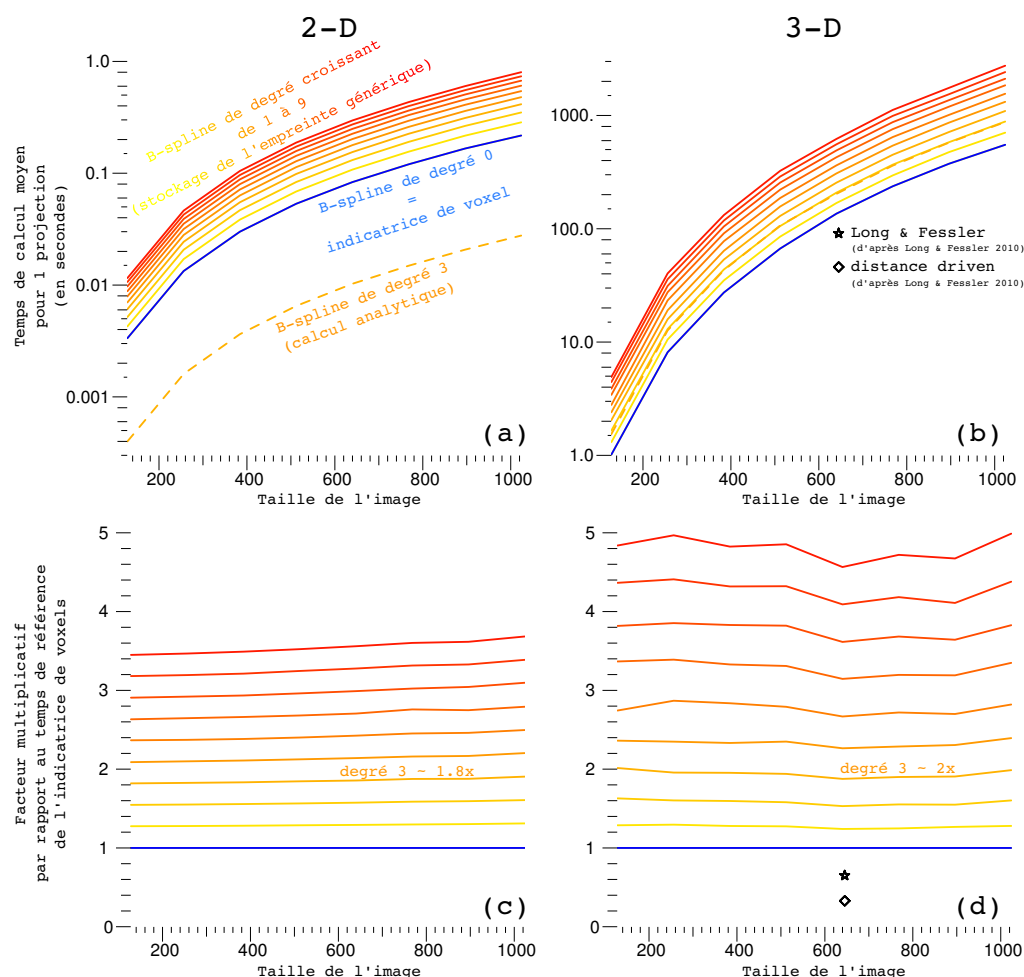 2-D
3-D
Temps de calcul moyen
pour 1 projection
(en secondes)
1.0
0.1
0.01
0.001
B-spline de degré croissant
de 1 à 9
(stockage de l'empreinte générique)
B-spline de degré 0
=
indicatrice de voxel
B-spline de degré 3
(calcul analytique)
(a)
200
400
600
800
1000
Taille de l'image
1000.
100.0
10.0
1.0
Long & Fessler
(d'après Long & Fessler 2010)
distance driven
(d'après Long & Fessler 2010)
(b)
200
400
600
800
1000
Taille de l'image
Facteur multiplicatif
par rapport au temps de référence
de l'indicatrice de voxels
5
4
3
2
1
0
degré 3 ~ 1.8x
(c)
200
400
600
800
1000
Taille de l'image
5
4
3
2
1
0
degré 3 ~ 2x
(d)
200
400
600
800
1000
Taille de l'image